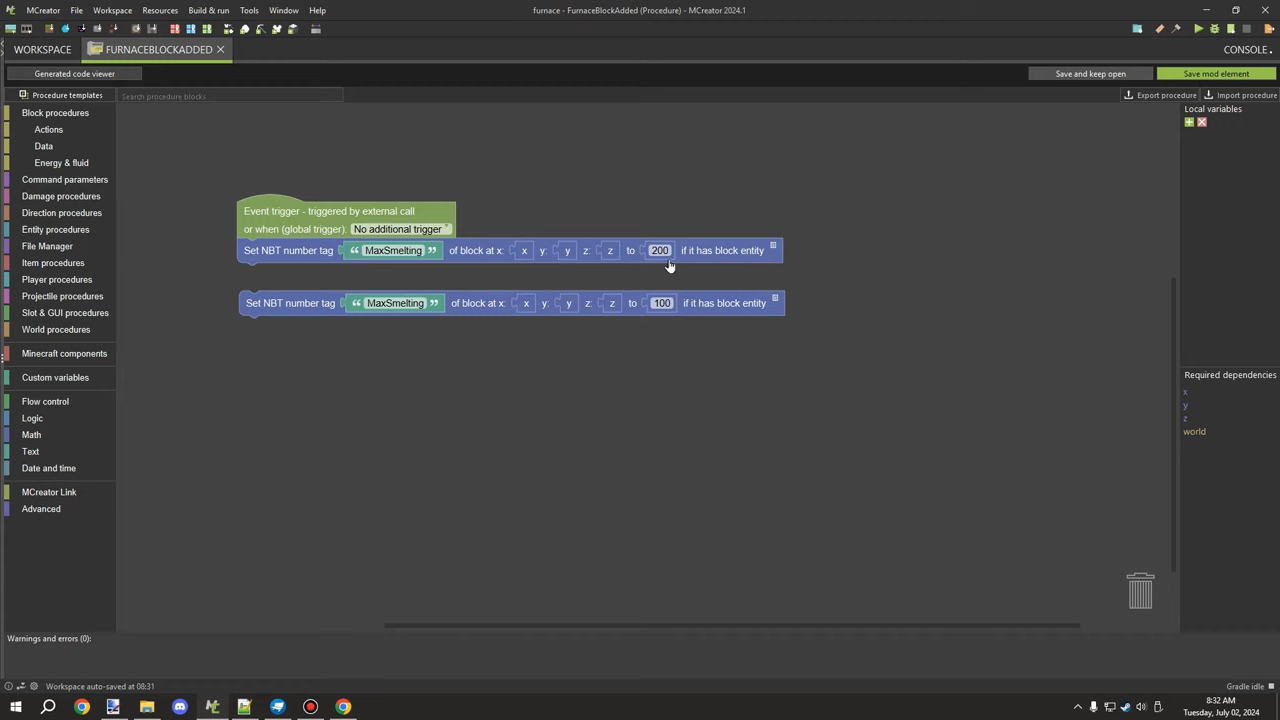 MCreator File Workspace Resources Build & run Tools Window Help
furnace - FurnaceBlockAdded (Procedure) - MCreator 2024.1
WORKSPACE FURNACEBLOCKADDED CONSOLE
Generated code viewer
Save and keep open Save mod element
Procedure templates
Search procedure blocks
Export procedure Import procedure
Block procedures
Actions
Data
Energy & fluid
Command parameters
Damage procedures
Direction procedures
Entity procedures
File Manager
Item procedures
Player procedures
Projectile procedures
Slot & GUI procedures
World procedures
Minecraft components
Custom variables
Flow control
Logic
Math
Text
Date and time
MCreator Link
Advanced
Event trigger - triggered by external call
or when (global trigger): No additional trigger
Set NBT number tag “ MaxSmelting ” of block at x: x y: y z: z to 200 if it has block entity
Set NBT number tag “ MaxSmelting ” of block at x: x y: y z: z to 100 if it has block entity
Local variables
Required dependencies
x
y
z
world
Warnings and errors (0):
Workspace auto-saved at 08:31
Gradle idle
8:32 AM
Tuesday, July 02, 2024